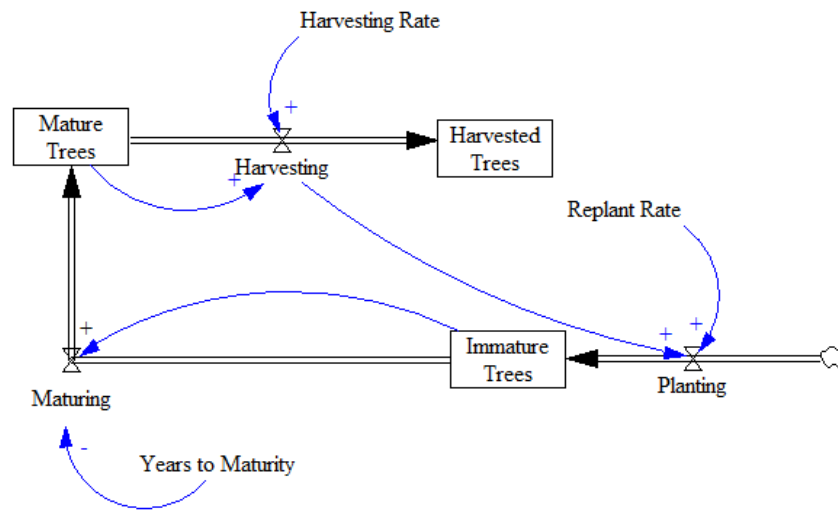 Harvesting Rate
+
Mature
Trees
Harvested
Trees
Harvesting
+
Replant Rate
+
+
+
Immature
Trees
Maturing
Planting
-
Years to Maturity